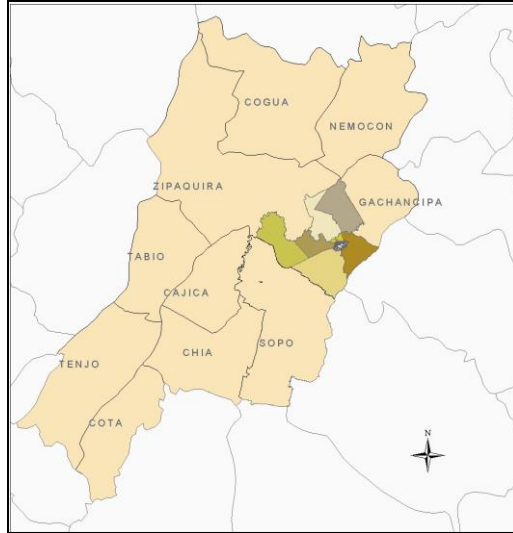 COGUA
NEMOCON
ZIPAQUIRA
GACHANCIPA
TABIO
CAJICA
SOPO
CHIA
TENJO
COTA
N